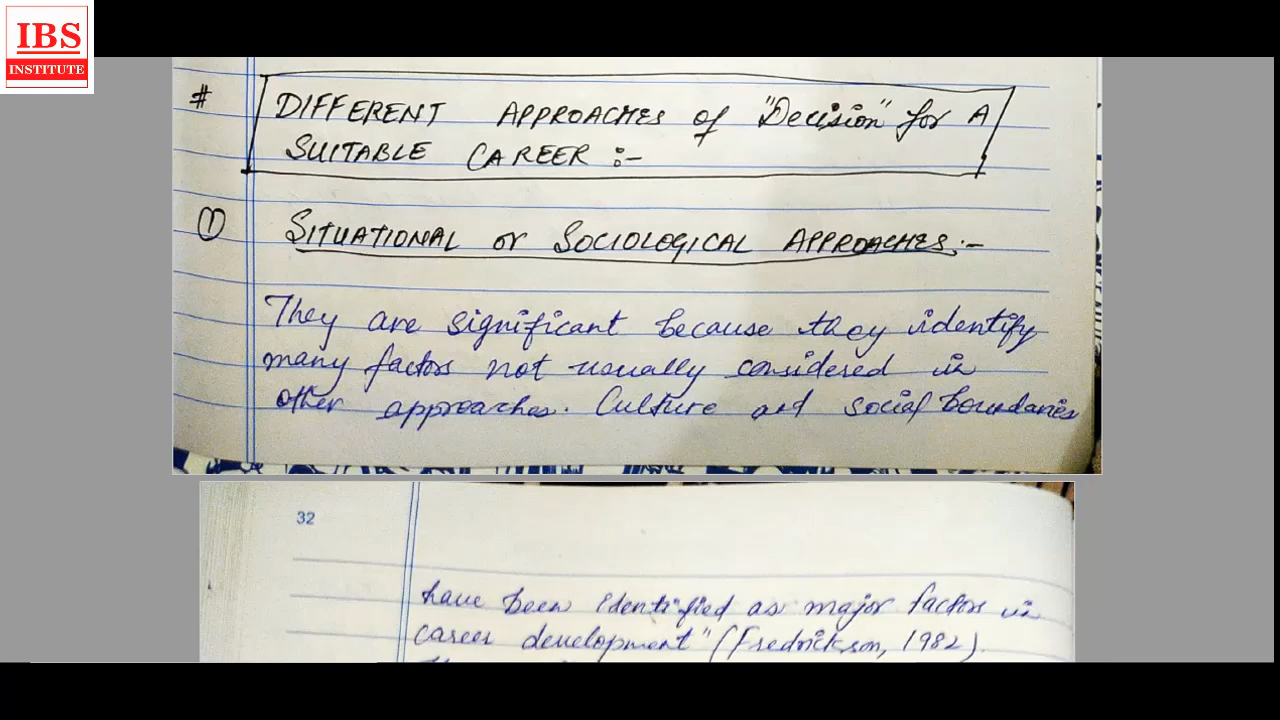 IBS
INSTITUTE
# DIFFERENT APPROACHES of "Decision" for A
SUITABLE CAREER :-
① SITUATIONAL or SOCIOLOGICAL APPROACHES :-
They are significant because they identify
many factors not usually considered in
other approaches. Culture and social boundaries
32
have been identified as major factors in
career development" (Fredrickson, 1982).